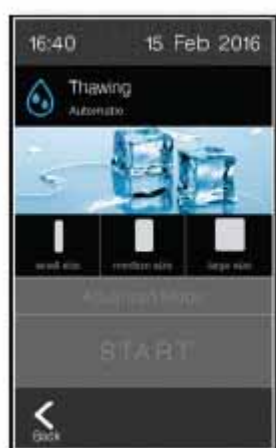 16:40 15 Feb 2016
Thawing
Automatic
small size medium size large size
Advanced Mode
START
Back